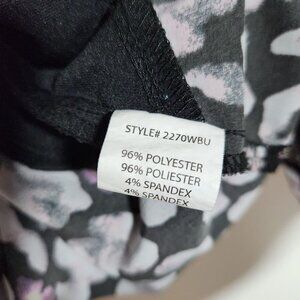 STYLE# 2270WBU
96% POLYESTER
96% POLIESTER
4% SPANDEX
4% SPANDEX